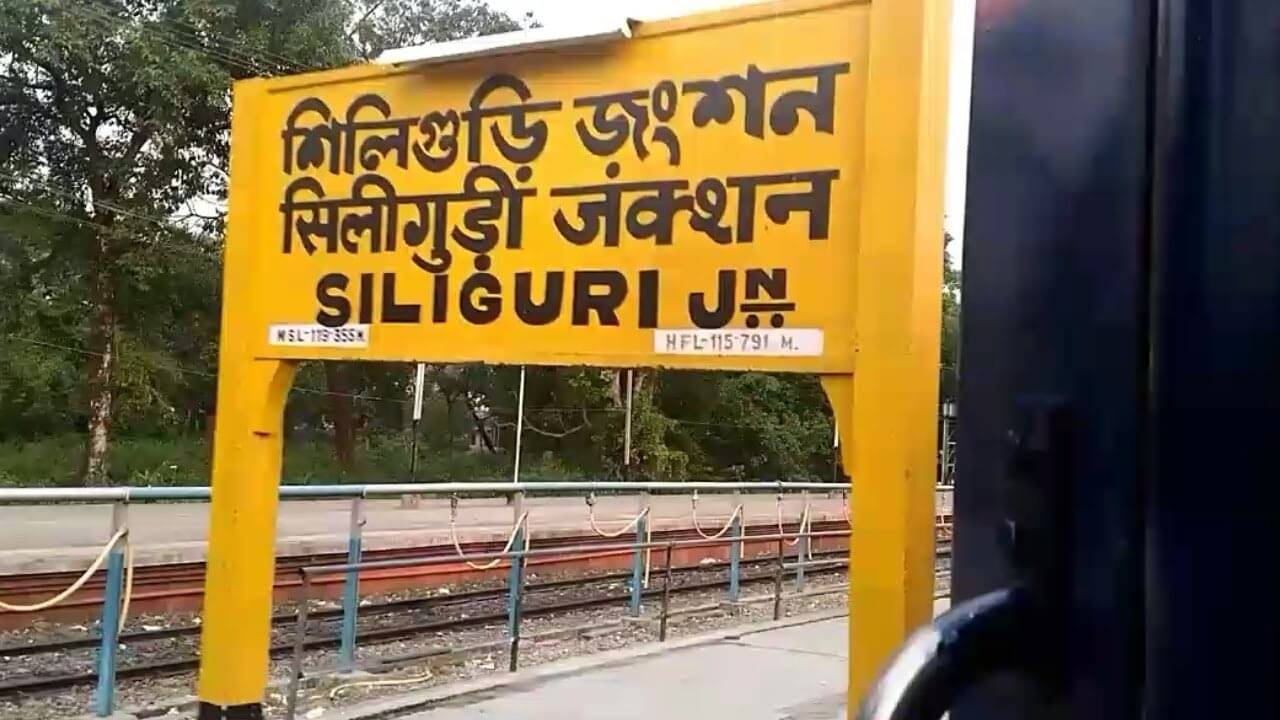 শিলিগুড়ি জংশন
सिलीगुड़ी जंक्शन
SILIGURI JN
MSL-119·355M
HFL-115·791 M.